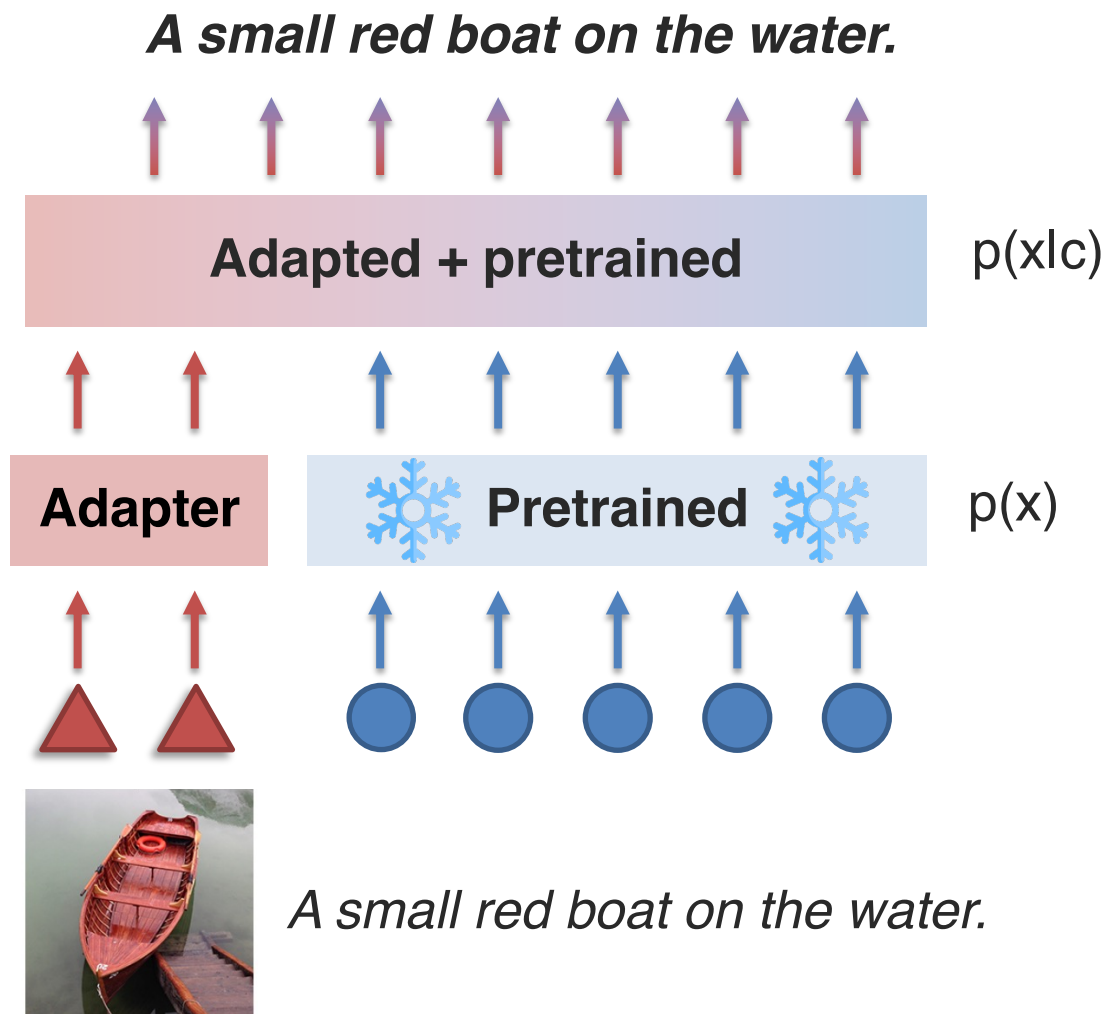 A small red boat on the water.
Adapted + pretrained
p(x|c)
Adapter
Pretrained
p(x)
A small red boat on the water.